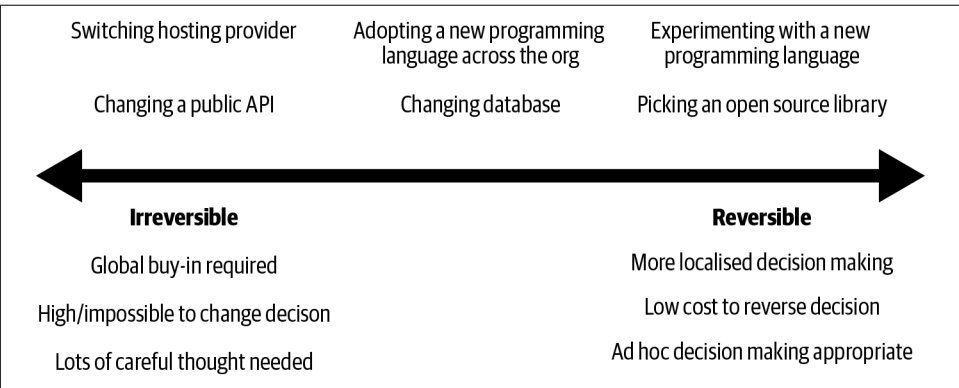 Switching hosting provider
Adopting a new programming
language across the org
Experimenting with a new
programming language
Changing a public API
Changing database
Picking an open source library
Irreversible
Reversible
Global buy-in required
More localised decision making
High/impossible to change decison
Low cost to reverse decision
Lots of careful thought needed
Ad hoc decision making appropriate